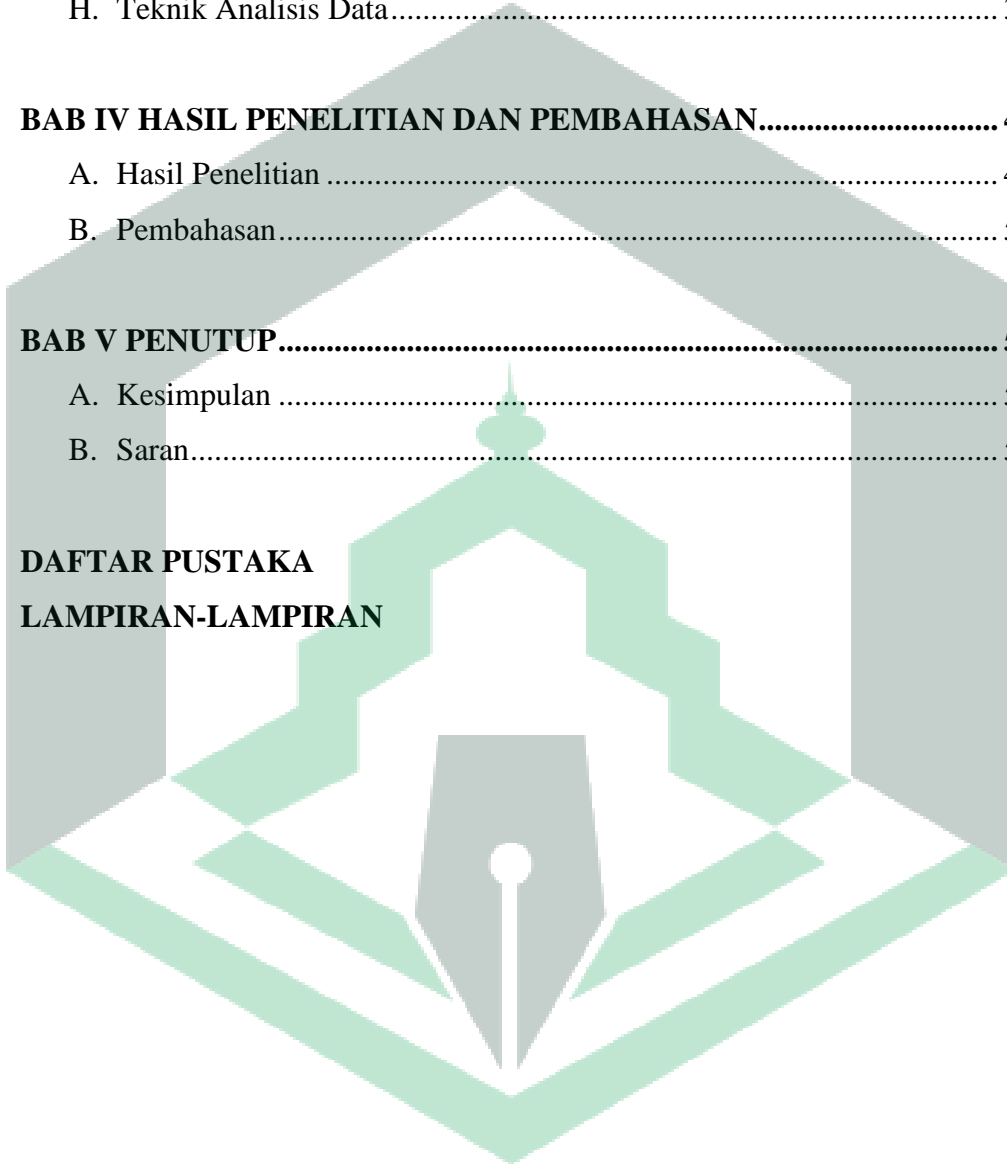 H. Teknik Analisis Data
BAB IV HASIL PENELITIAN DAN PEMBAHASAN
A. Hasil Penelitian
B. Pembahasan
BAB V PENUTUP
A. Kesimpulan
B. Saran
DAFTAR PUSTAKA
LAMPIRAN-LAMPIRAN